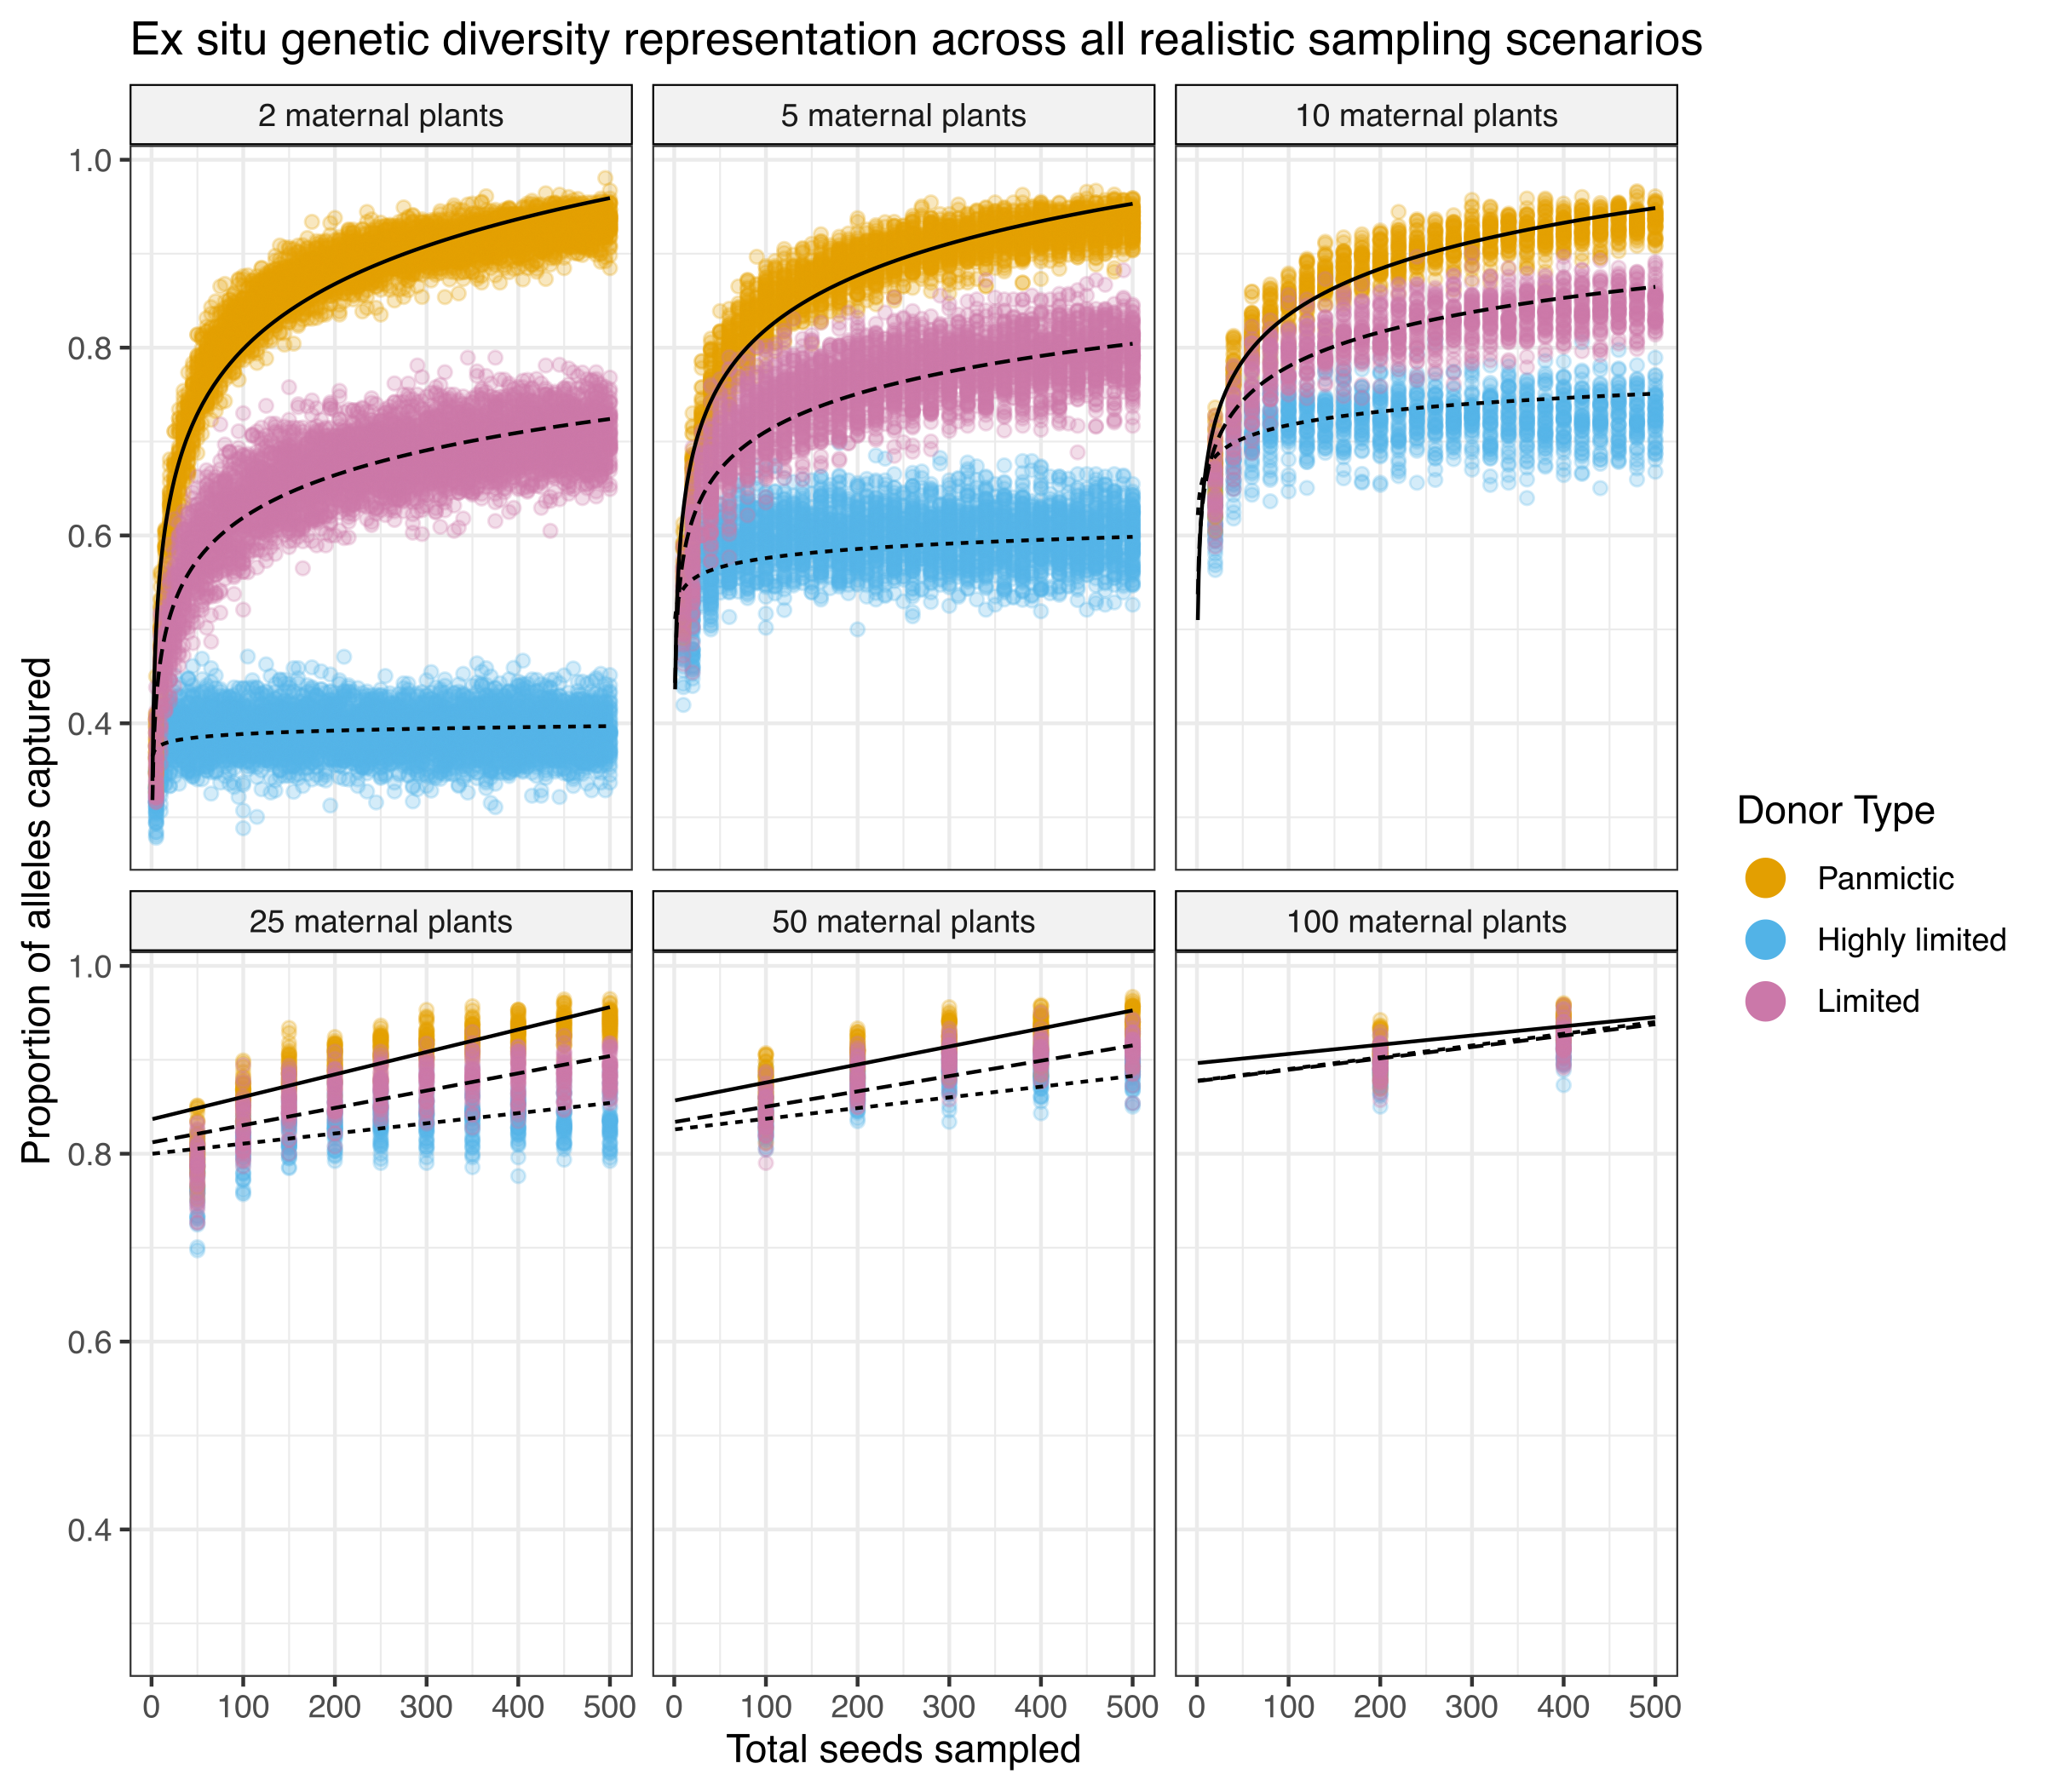 Ex situ genetic diversity representation across all realistic sampling scenarios
2 maternal plants
5 maternal plants
10 maternal plants
1.0
0.8
0.6
0.4
25 maternal plants
50 maternal plants
100 maternal plants
1.0
0.8
0.6
0.4
0 100 200 300 400 500
0 100 200 300 400 500
0 100 200 300 400 500
Total seeds sampled
Proportion of alleles captured
Donor Type
Panmictic
Highly limited
Limited